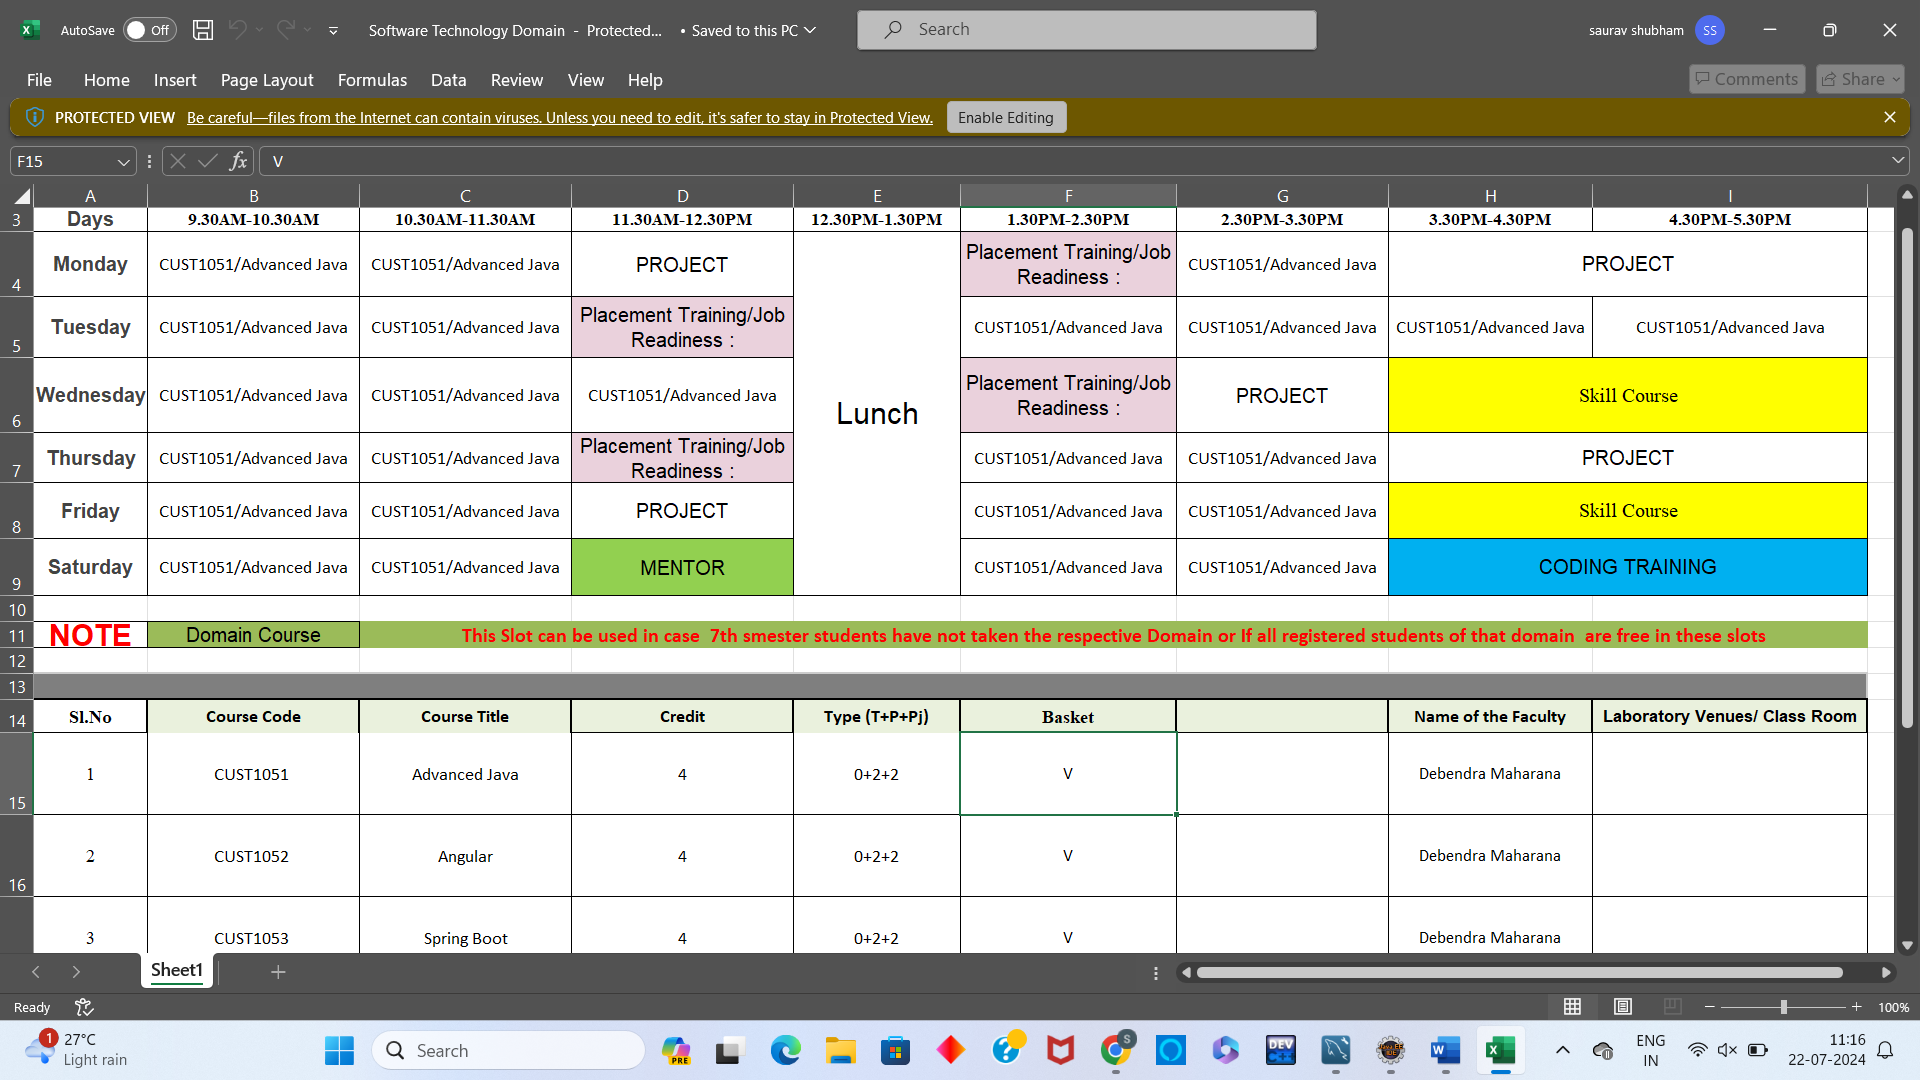 AutoSave Off Software Technology Domain - Protected... • Saved to this PC Search saurav shubham SS
File Home Insert Page Layout Formulas Data Review View Help Comments Share
PROTECTED VIEW Be careful—files from the Internet can contain viruses. Unless you need to edit, it's safer to stay in Protected View. Enable Editing
F15 fx V
A B C D E F G H I
3 Days 9.30AM-10.30AM 10.30AM-11.30AM 11.30AM-12.30PM 12.30PM-1.30PM 1.30PM-2.30PM 2.30PM-3.30PM 3.30PM-4.30PM 4.30PM-5.30PM
4 Monday CUST1051/Advanced Java CUST1051/Advanced Java PROJECT Placement Training/Job Readiness : CUST1051/Advanced Java PROJECT
5 Tuesday CUST1051/Advanced Java CUST1051/Advanced Java Placement Training/Job Readiness : CUST1051/Advanced Java CUST1051/Advanced Java CUST1051/Advanced Java CUST1051/Advanced Java
6 Wednesday CUST1051/Advanced Java CUST1051/Advanced Java CUST1051/Advanced Java Lunch Placement Training/Job Readiness : PROJECT Skill Course
7 Thursday CUST1051/Advanced Java CUST1051/Advanced Java Placement Training/Job Readiness : CUST1051/Advanced Java CUST1051/Advanced Java PROJECT
8 Friday CUST1051/Advanced Java CUST1051/Advanced Java PROJECT CUST1051/Advanced Java CUST1051/Advanced Java Skill Course
9 Saturday CUST1051/Advanced Java CUST1051/Advanced Java MENTOR CUST1051/Advanced Java CUST1051/Advanced Java CODING TRAINING
10
11 NOTE Domain Course This Slot can be used in case 7th smester students have not taken the respective Domain or If all registered students of that domain are free in these slots
12
13
14 Sl.No Course Code Course Title Credit Type (T+P+Pj) Basket Name of the Faculty Laboratory Venues/ Class Room
15 1 CUST1051 Advanced Java 4 0+2+2 V Debendra Maharana
16 2 CUST1052 Angular 4 0+2+2 V Debendra Maharana
3 CUST1053 Spring Boot 4 0+2+2 V Debendra Maharana
Sheet1
Ready 100%
1 27°C Light rain Search PRE S DEV ENG IN 11:16 22-07-2024